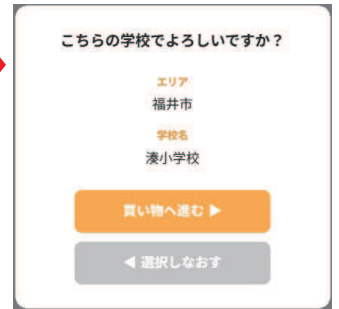 こちらの学校でよろしいですか？
エリア
福井市
学校名
湊小学校
買い物へ進む ▶
◀ 選択しなおす